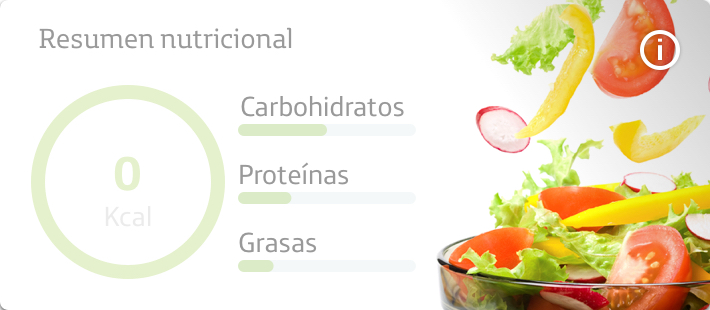 Resumen nutricional
0
Kcal
Carbohidratos
Proteínas
Grasas
i